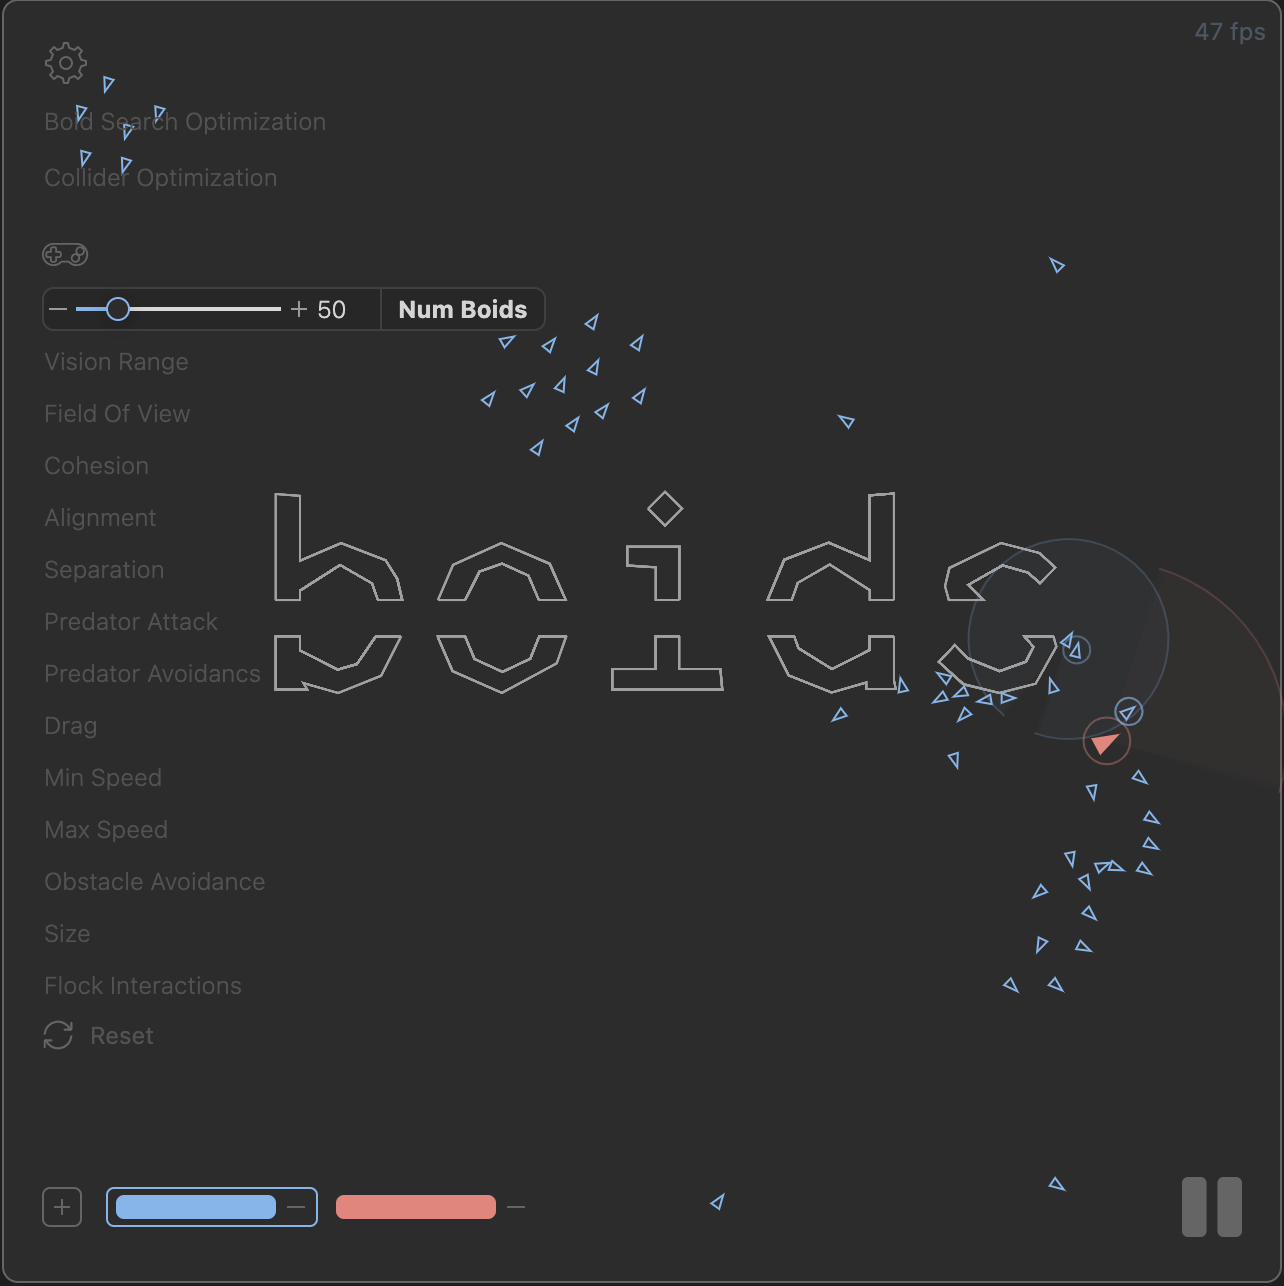 47 fps
Boid Search Optimization
Collider Optimization
50 Num Boids
Vision Range
Field Of View
Cohesion
Alignment
boids
Separation
Predator Attack
Predator Avoidance
Drag
Min Speed
Max Speed
Obstacle Avoidance
Size
Flock Interactions
Reset